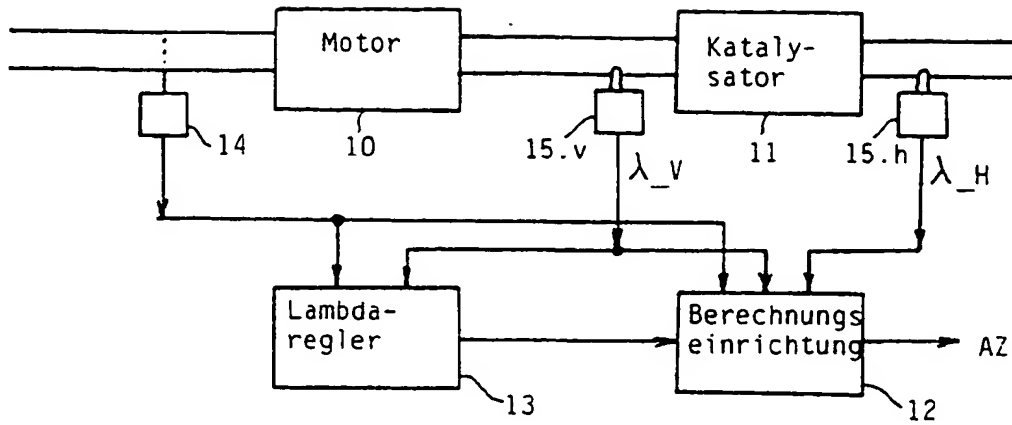 Motor
Kataly-
sator
14
10
15.v
11
15.h
λ_V
λ_H
Lambda-
regler
Berechnungs
einrichtung
AZ
13
12